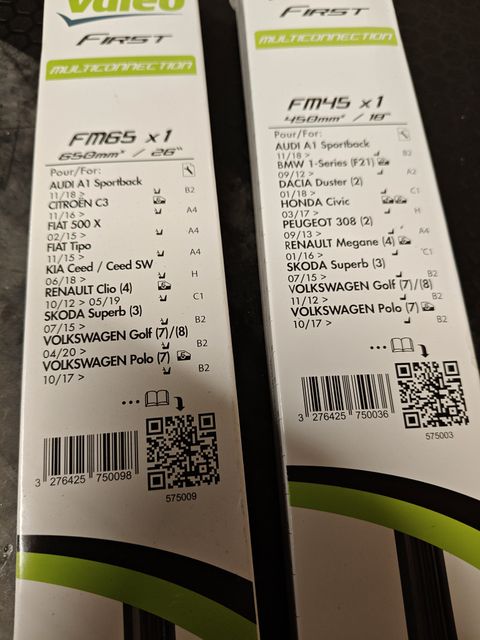 Valeo
First
MULTICONNECTION
FM65 x1
650mm* / 26"
Pour/For:
AUDI A1 Sportback
11/18 > B2
CITROËN C3
11/16 > A4
FIAT 500 X
02/15 > A4
FIAT Tipo
11/15 > A4
KIA Ceed / Ceed SW
06/18 > H
RENAULT Clio (4)
10/12 > 05/19 C1
SKODA Superb (3)
07/15 > B2
VOLKSWAGEN Golf (7)/(8)
04/20 > B2
VOLKSWAGEN Polo (7)
10/17 > B2
...
3 276425 750098
575009
First
MULTICONNECTION
FM45 x1
450mm* / 18"
Pour/For:
AUDI A1 Sportback
11/18 > B2
BMW 1-Series (F21)
09/12 > A2
DACIA Duster (2)
01/18 > C1
HONDA Civic
03/17 > H
PEUGEOT 308 (2)
09/13 > A4
RENAULT Megane (4)
01/16 > C1
SKODA Superb (3)
07/15 > B2
VOLKSWAGEN Golf (7)/(8)
11/12 > B2
VOLKSWAGEN Polo (7)
10/17 > B2
...
3 276425 750036
575003